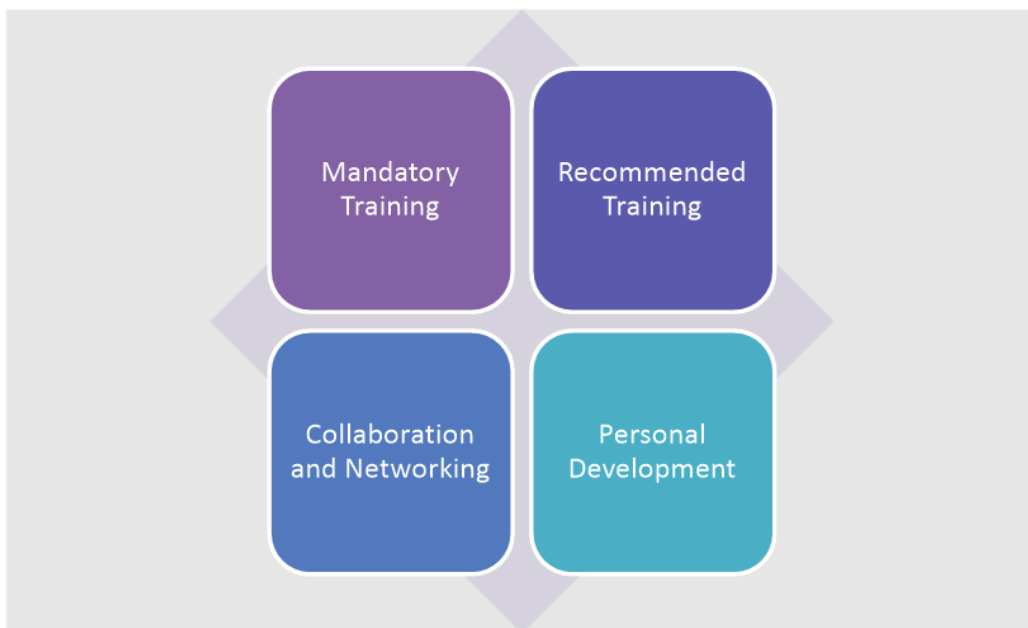 Mandatory
Training
Recommended
Training
Collaboration
and Networking
Personal
Development